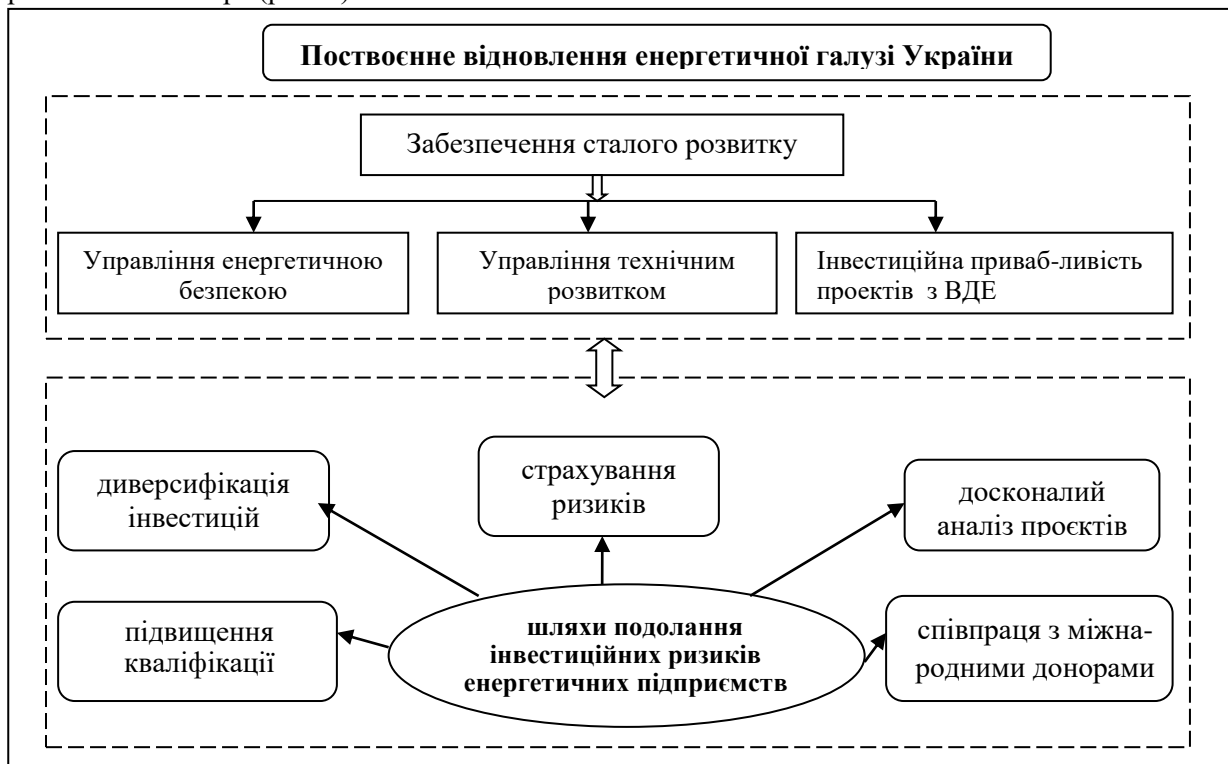 Поствоєнне відновлення енергетичної галузі України
Забезпечення сталого розвитку
Управління енергетичною
безпекою
Управління технічним
розвитком
Інвестиційна приваб-ливість
проектів з ВДЕ
диверсифікація
інвестицій
страхування
ризиків
досконалий
аналіз проєктів
підвищення
кваліфікації
шляхи подолання
інвестиційних ризиків
енергетичних підприємств
співпраця з міжна-
родними донорами